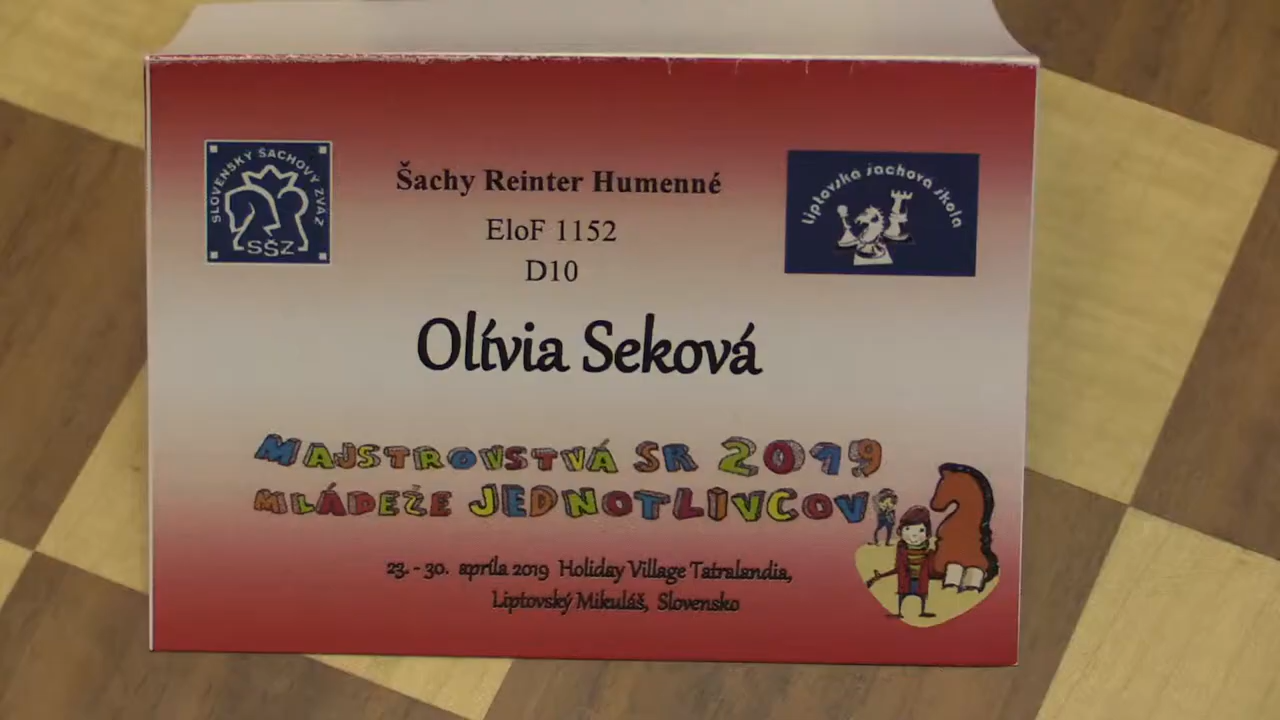 SLOVENSKÝ ŠACHOVÝ ZVÄZ
SŠZ
Šachy Reinter Humenné
EloF 1152
D10
liptovska šachová škola
Olívia Seková
MAJSTROVSTVÁ SR 2019
MLÁDEŽE JEDNOTLIVCOV
23. - 30. apríla 2019 Holiday Village Tatralandia,
Liptovský Mikuláš, Slovensko